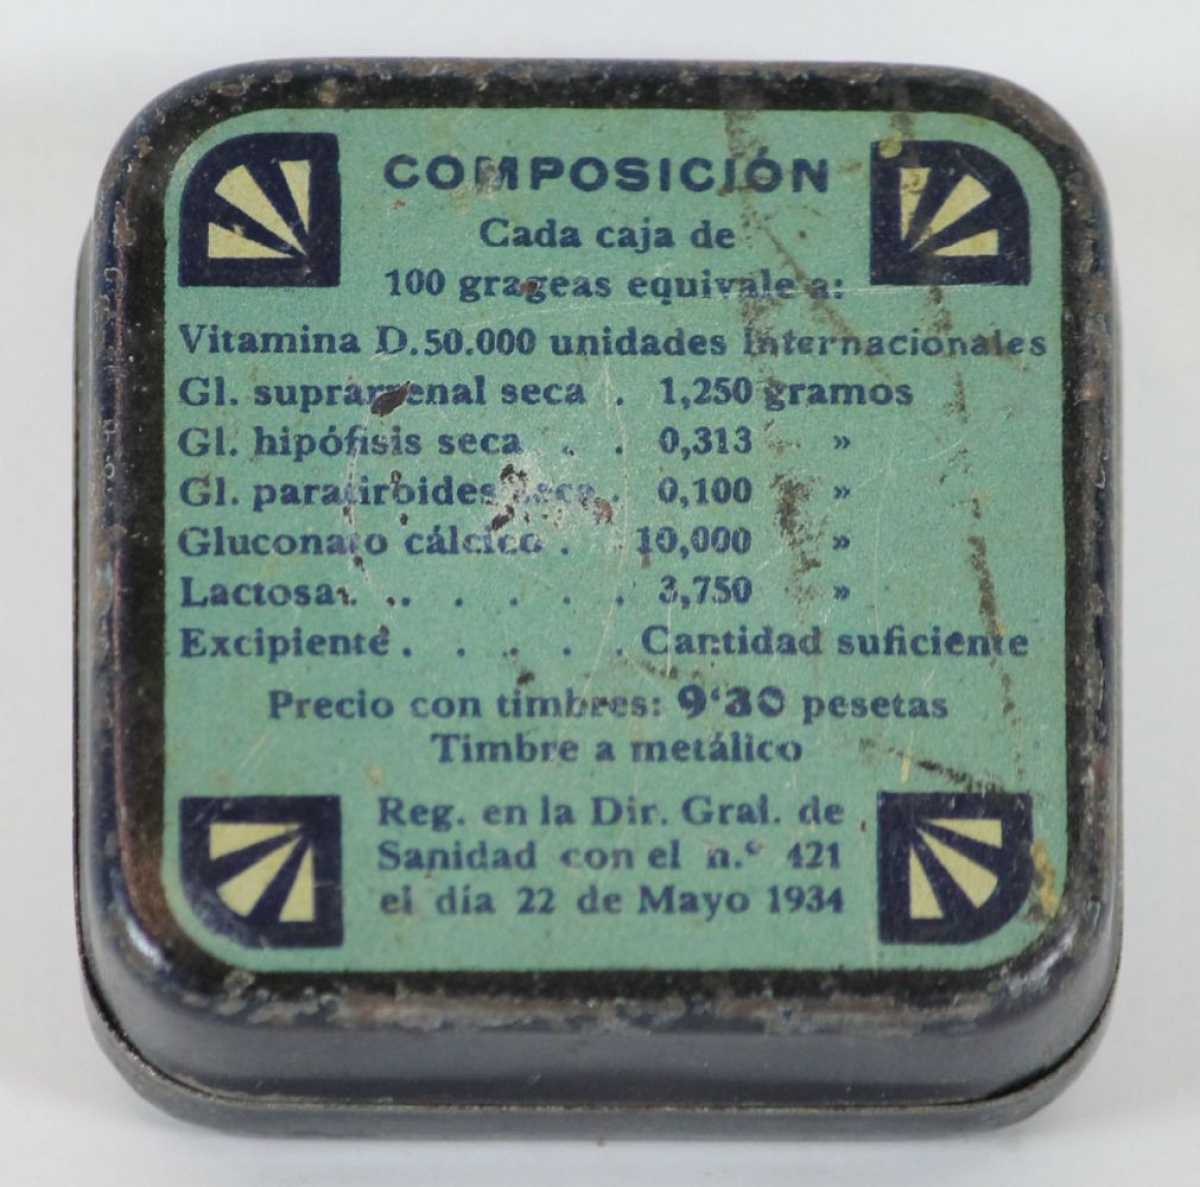 COMPOSICIÓN
Cada caja de
100 grageas equivale a:
Vitamina D.50.000 unidades Internacionales
Gl. suprarrenal seca . 1,250 gramos
Gl. hipófisis seca . . 0,313 »
Gl. paratiroides seca . 0,100 »
Gluconato cálcico . . 10,000 »
Lactosa . . . . . . 3,750 »
Excipiente . . . . . Cantidad suficiente
Precio con timbres: 9'30 pesetas
Timbre a metálico
Reg. en la Dir. Gral. de
Sanidad con el n.º 421
el día 22 de Mayo 1934